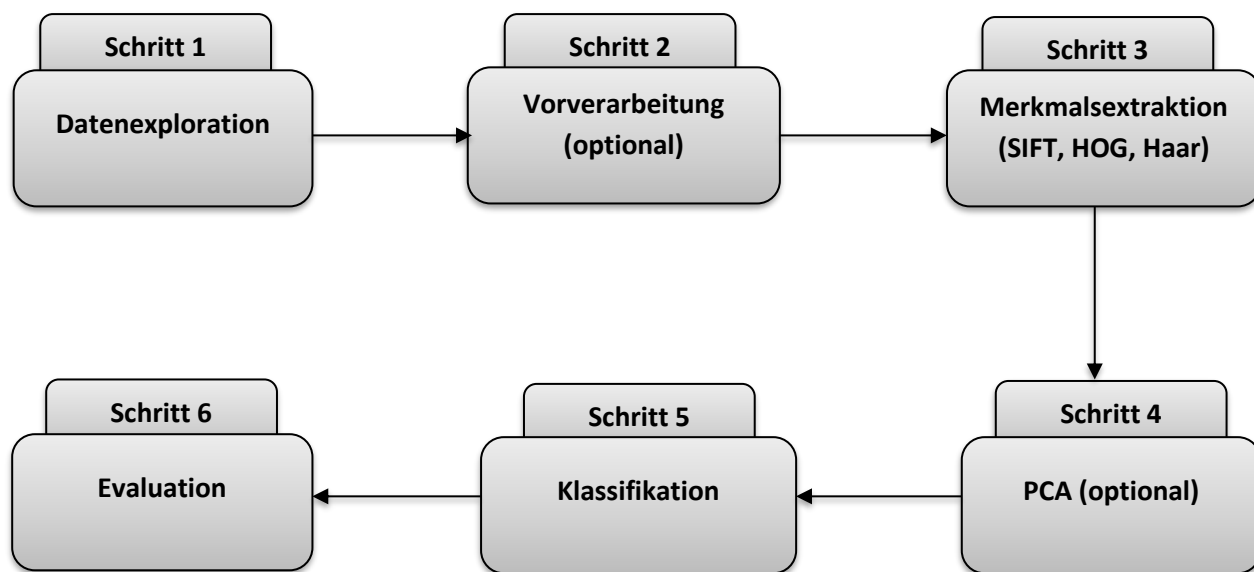 Schritt 1
Datenexploration
Schritt 2
Vorverarbeitung
(optional)
Schritt 3
Merkmalsextraktion
(SIFT, HOG, Haar)
Schritt 4
PCA (optional)
Schritt 5
Klassifikation
Schritt 6
Evaluation